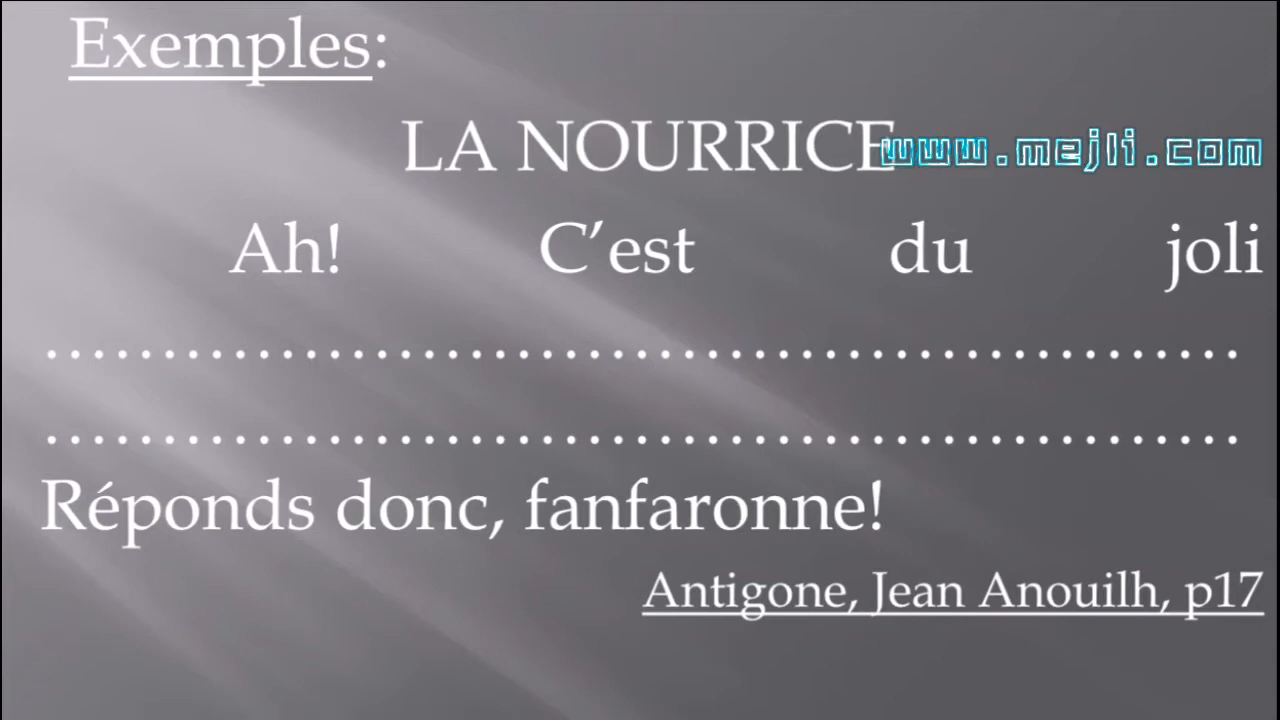 Exemples:
LA NOURRICE
www.mejli.com
Ah! C’est du joli
....................................................
....................................................
Réponds donc, fanfaronne!
Antigone, Jean Anouilh, p17